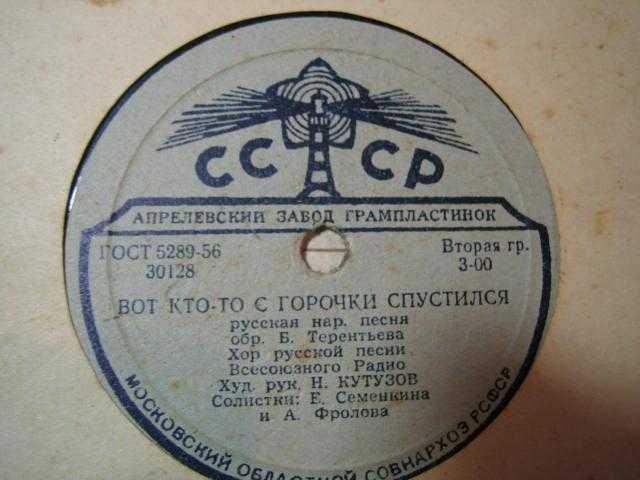 СССР
АПРЕЛЕВСКИЙ ЗАВОД ГРАМПЛАСТИНОК
ГОСТ 5289-56
30128
Вторая гр.
3-00
ВОТ КТО-ТО С ГОРОЧКИ СПУСТИЛСЯ
русская нар. песня
обр. Б. Терентьева
Хор русской песни
Всесоюзного Радио
Худ. рук. Н. КУТУЗОВ
Солистки: Е. Семенкина
и А. Фролова
МОСКОВСКИЙ ОБЛАСТНОЙ СОВНАРХОЗ РСФСР